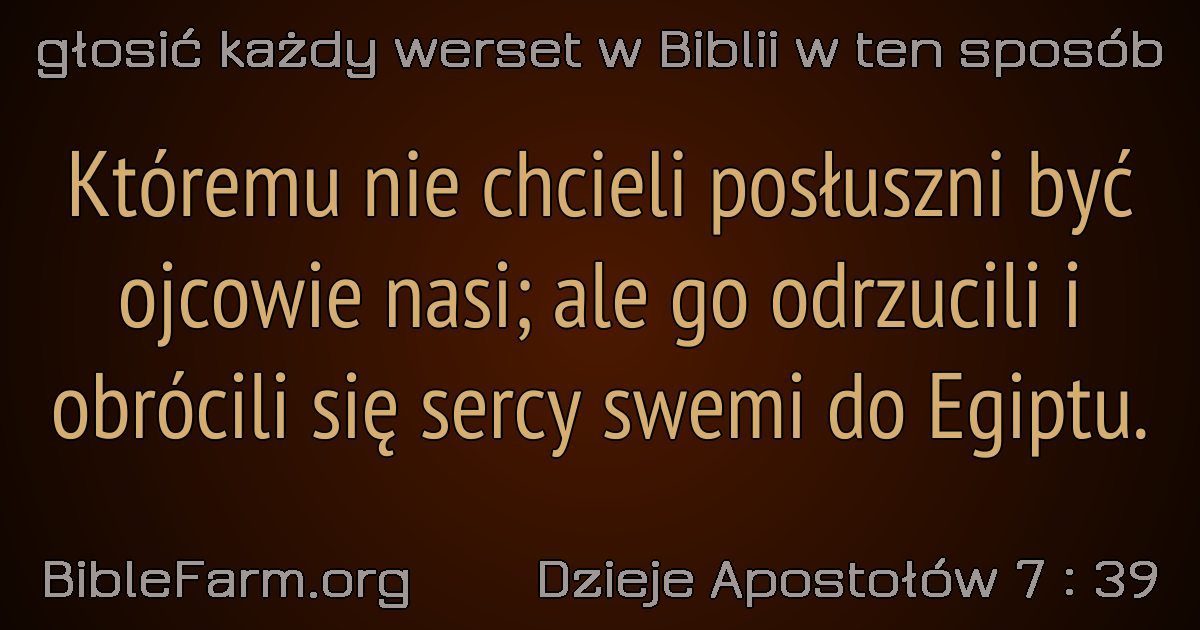 głosić każdy werset w Biblii w ten sposób
Któremu nie chcieli posłuszni być
ojcowie nasi; ale go odrzucili i
obrócili się sercy swemi do Egiptu.
BibleFarm.org
Dzieje Apostołów 7 : 39